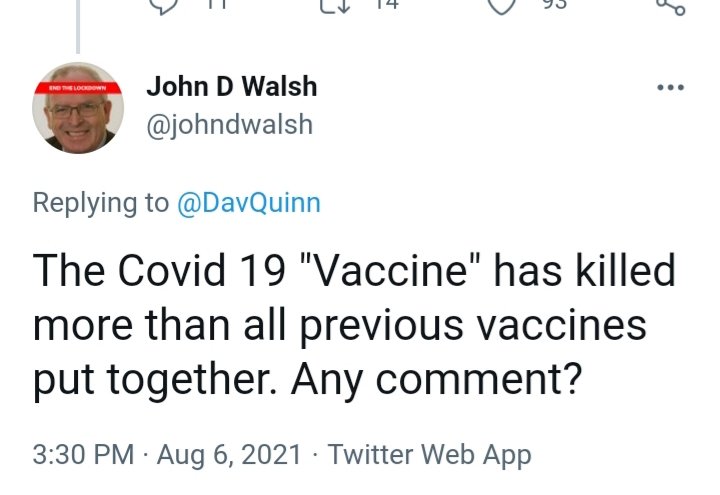 11 14 93
END THE LOCKDOWN
John D Walsh
@johndwalsh
Replying to @DavQuinn
The Covid 19 "Vaccine" has killed
more than all previous vaccines
put together. Any comment?
3:30 PM · Aug 6, 2021 · Twitter Web App